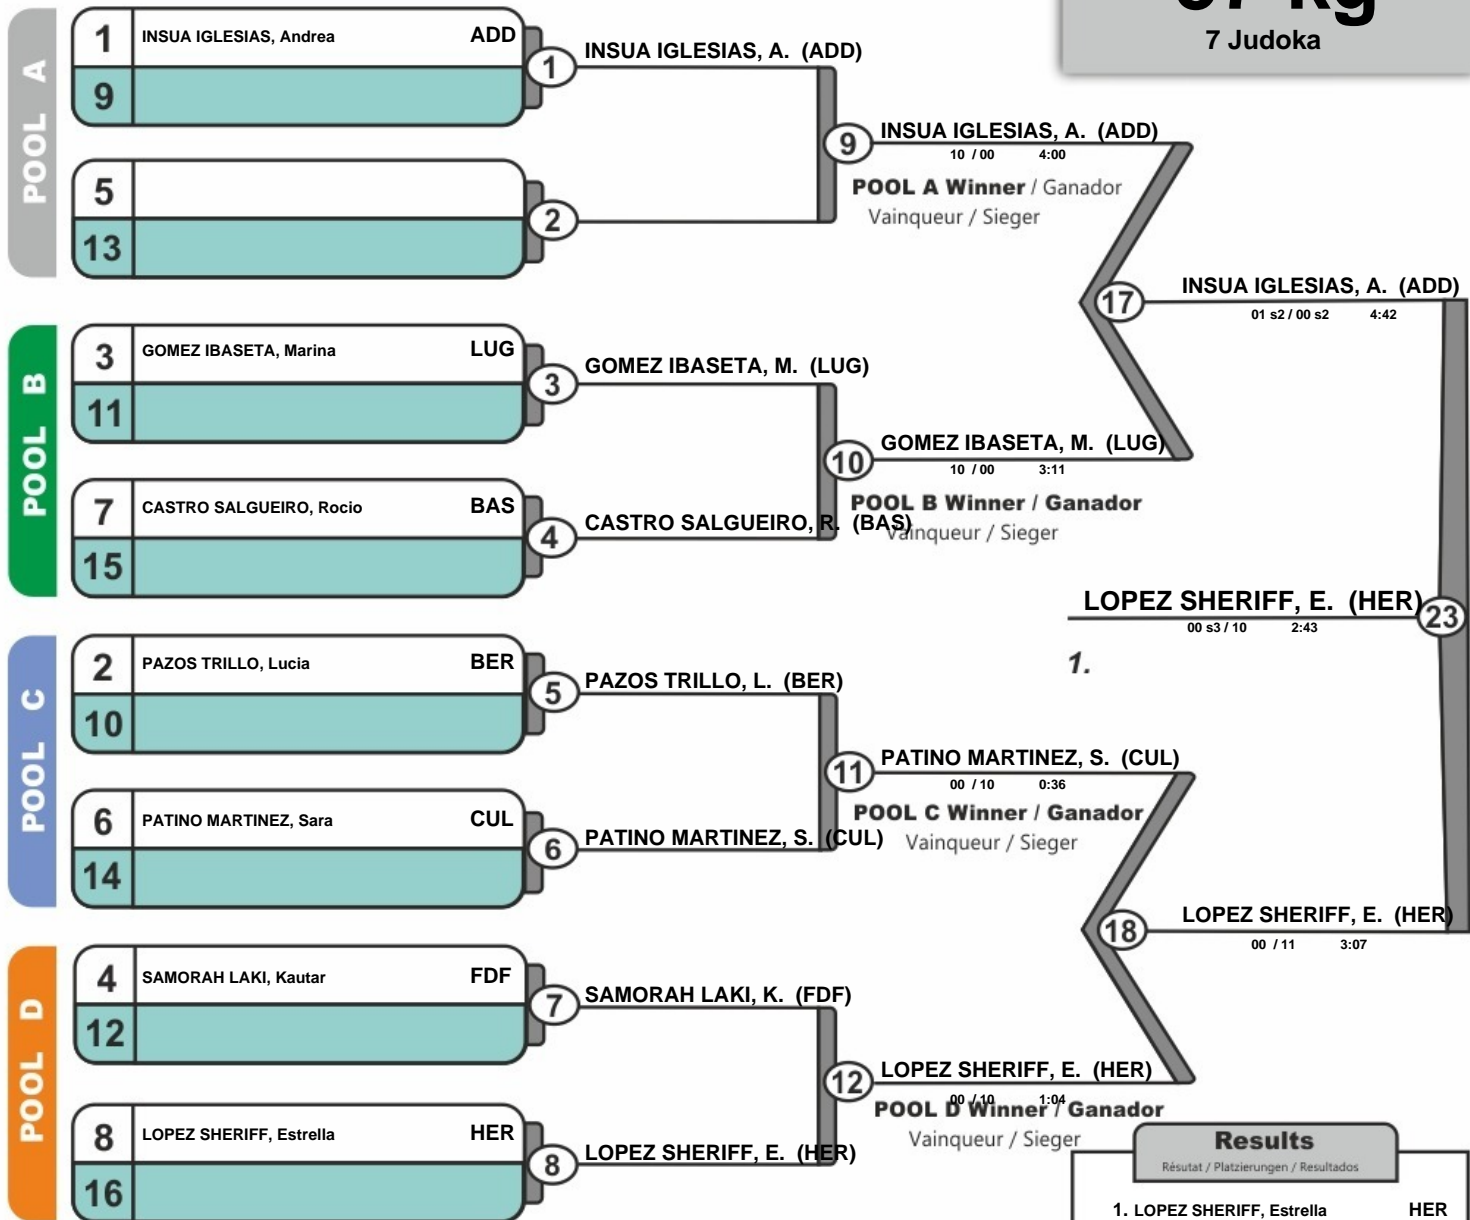 kg
7 Judoka
POOL A
1 INSUA IGLESIAS, Andrea ADD
9
1 INSUA IGLESIAS, A. (ADD)
5
13
2
9 INSUA IGLESIAS, A. (ADD)
10 / 00 4:00
POOL A Winner / Ganador
Vainqueur / Sieger
POOL B
3 GOMEZ IBASETA, Marina LUG
11
3 GOMEZ IBASETA, M. (LUG)
7 CASTRO SALGUEIRO, Rocio BAS
15
4 CASTRO SALGUEIRO, R. (BAS)
10 GOMEZ IBASETA, M. (LUG)
10 / 00 3:11
POOL B Winner / Ganador
Vainqueur / Sieger
17 INSUA IGLESIAS, A. (ADD)
01 s2 / 00 s2 4:42
POOL C
2 PAZOS TRILLO, Lucia BER
10
5 PAZOS TRILLO, L. (BER)
6 PATINO MARTINEZ, Sara CUL
14
6 PATINO MARTINEZ, S. (CUL)
11 PATINO MARTINEZ, S. (CUL)
00 / 10 0:36
POOL C Winner / Ganador
Vainqueur / Sieger
POOL D
4 SAMORAH LAKI, Kautar FDF
12
7 SAMORAH LAKI, K. (FDF)
8 LOPEZ SHERIFF, Estrella HER
16
8 LOPEZ SHERIFF, E. (HER)
12 LOPEZ SHERIFF, E. (HER)
00 / 10 1:04
POOL D Winner / Ganador
Vainqueur / Sieger
18 LOPEZ SHERIFF, E. (HER)
00 / 11 3:07
LOPEZ SHERIFF, E. (HER) 23
00 s3 / 10 2:43
1.
Results
Résutat / Platzierungen / Resultados
1. LOPEZ SHERIFF, Estrella HER